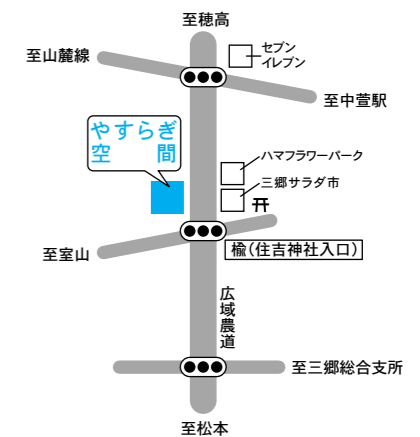 至穂高
セブン
イレブン
至山麓線
至中萱駅
やすらぎ
空間
ハマフラワーパーク
三郷サラダ市
楡(住吉神社入口)
至室山
広域農道
至三郷総合支所
至松本